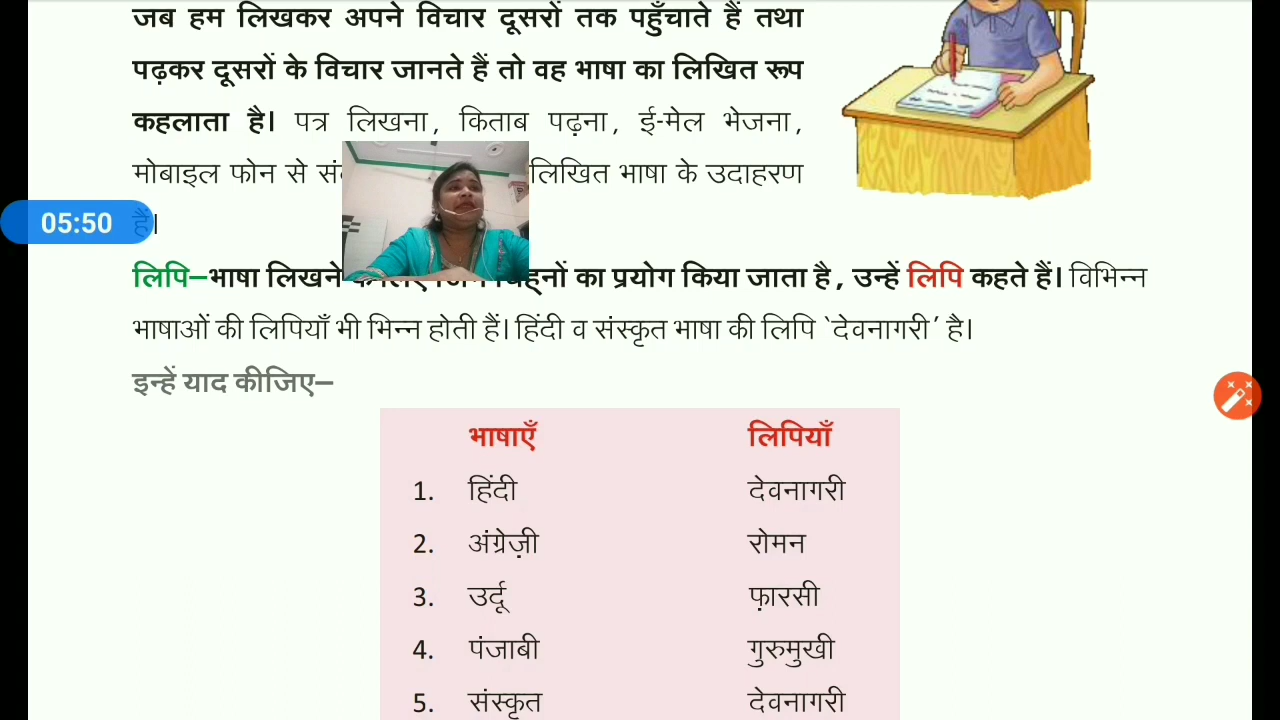 जब हम लिखकर अपने विचार दूसरों तक पहुँचाते हैं तथा
पढ़कर दूसरों के विचार जानते हैं तो वह भाषा का लिखित रूप
कहलाता है। पत्र लिखना, किताब पढ़ना, ई-मेल भेजना,
मोबाइल फोन से लिखित भाषा के उदाहरण
05:50 हैं।
लिपि–भाषा लिखने का प्रयोग किया जाता है, उन्हें लिपि कहते हैं। विभिन्न
भाषाओं की लिपियाँ भी भिन्न होती हैं। हिंदी व संस्कृत भाषा की लिपि ‘देवनागरी’ है।
इन्हें याद कीजिए–
भाषाएँ लिपियाँ
1. हिंदी देवनागरी
2. अंग्रेज़ी रोमन
3. उर्दू फ़ारसी
4. पंजाबी गुरुमुखी
5. संस्कृत देवनागरी